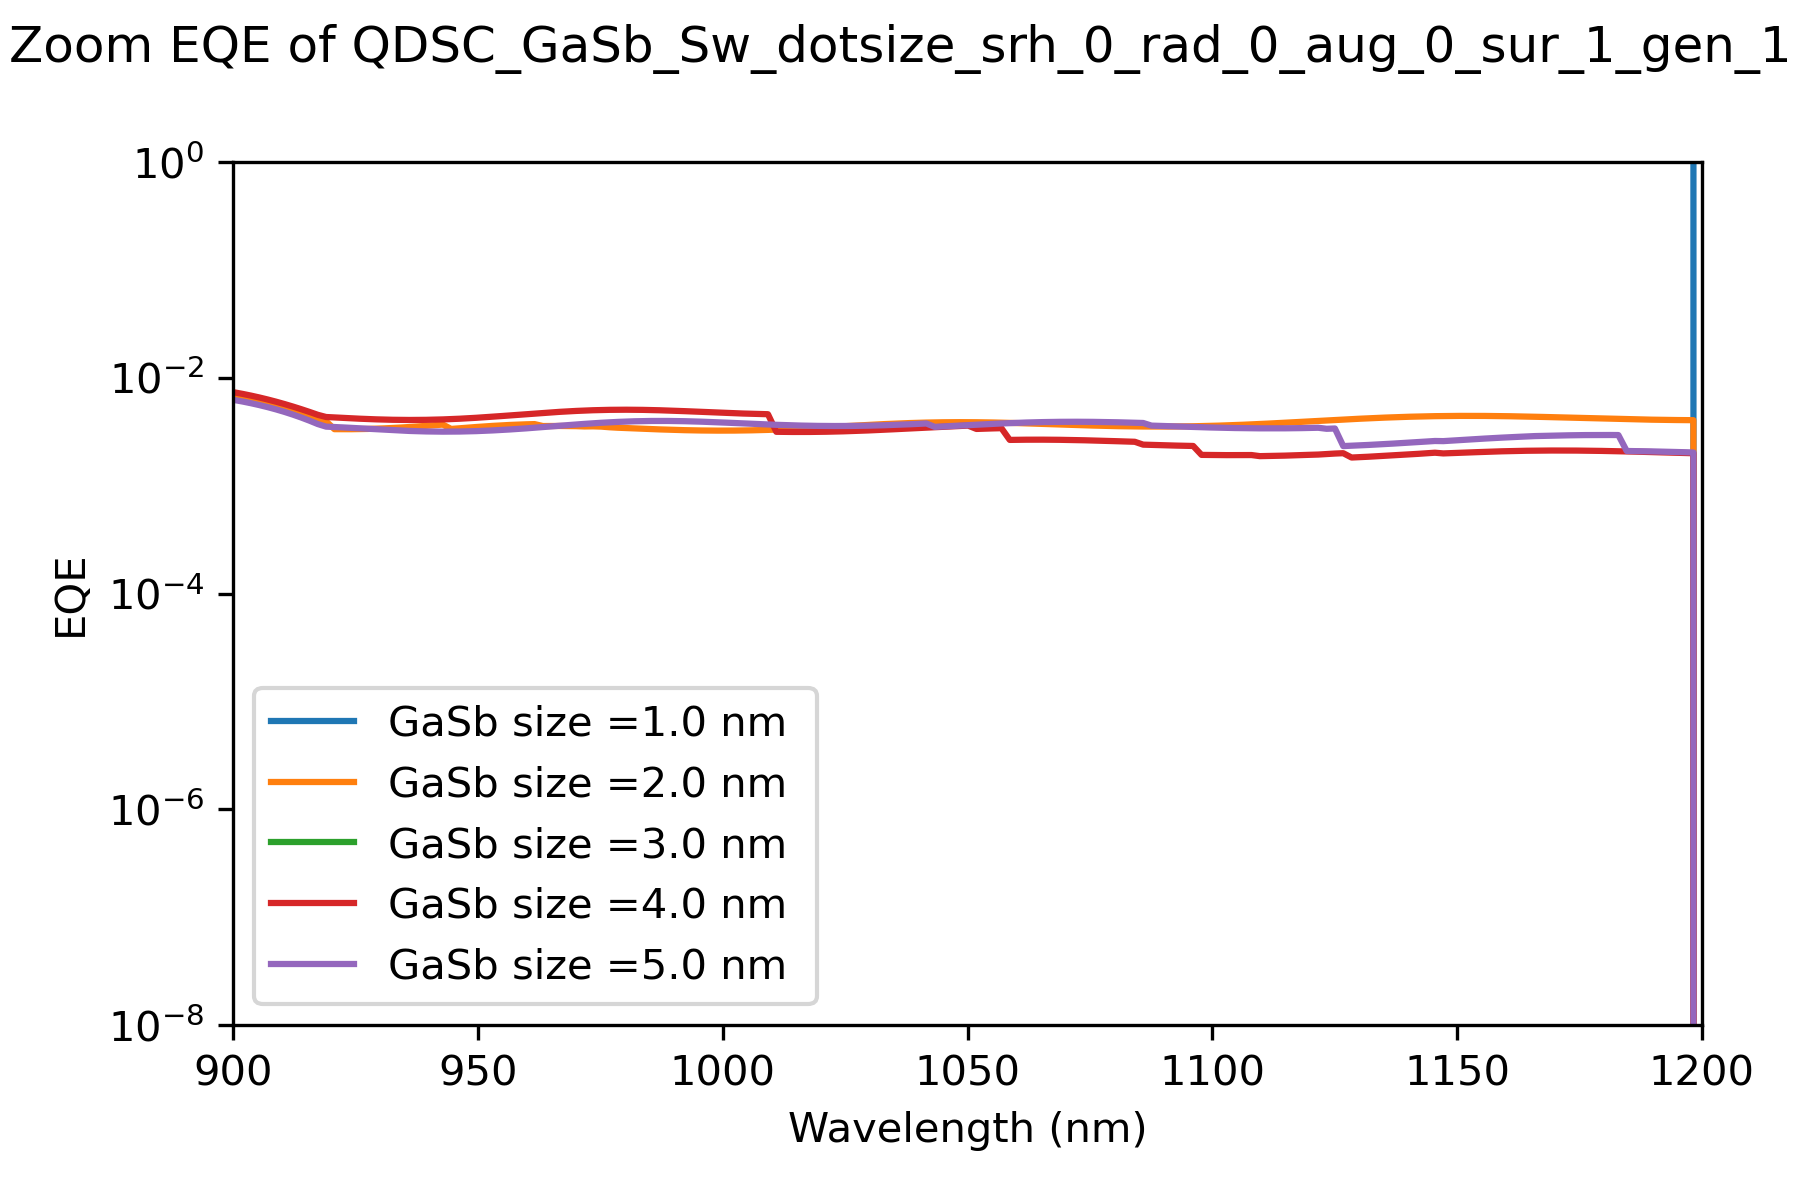 Zoom EQE of QDSC_GaSb_Sw_dotsize_srh_0_rad_0_aug_0_sur_1_gen_1
10⁰
10⁻²
10⁻⁴
10⁻⁶
10⁻⁸
EQE
GaSb size =1.0 nm
GaSb size =2.0 nm
GaSb size =3.0 nm
GaSb size =4.0 nm
GaSb size =5.0 nm
900 950 1000 1050 1100 1150 1200
Wavelength (nm)